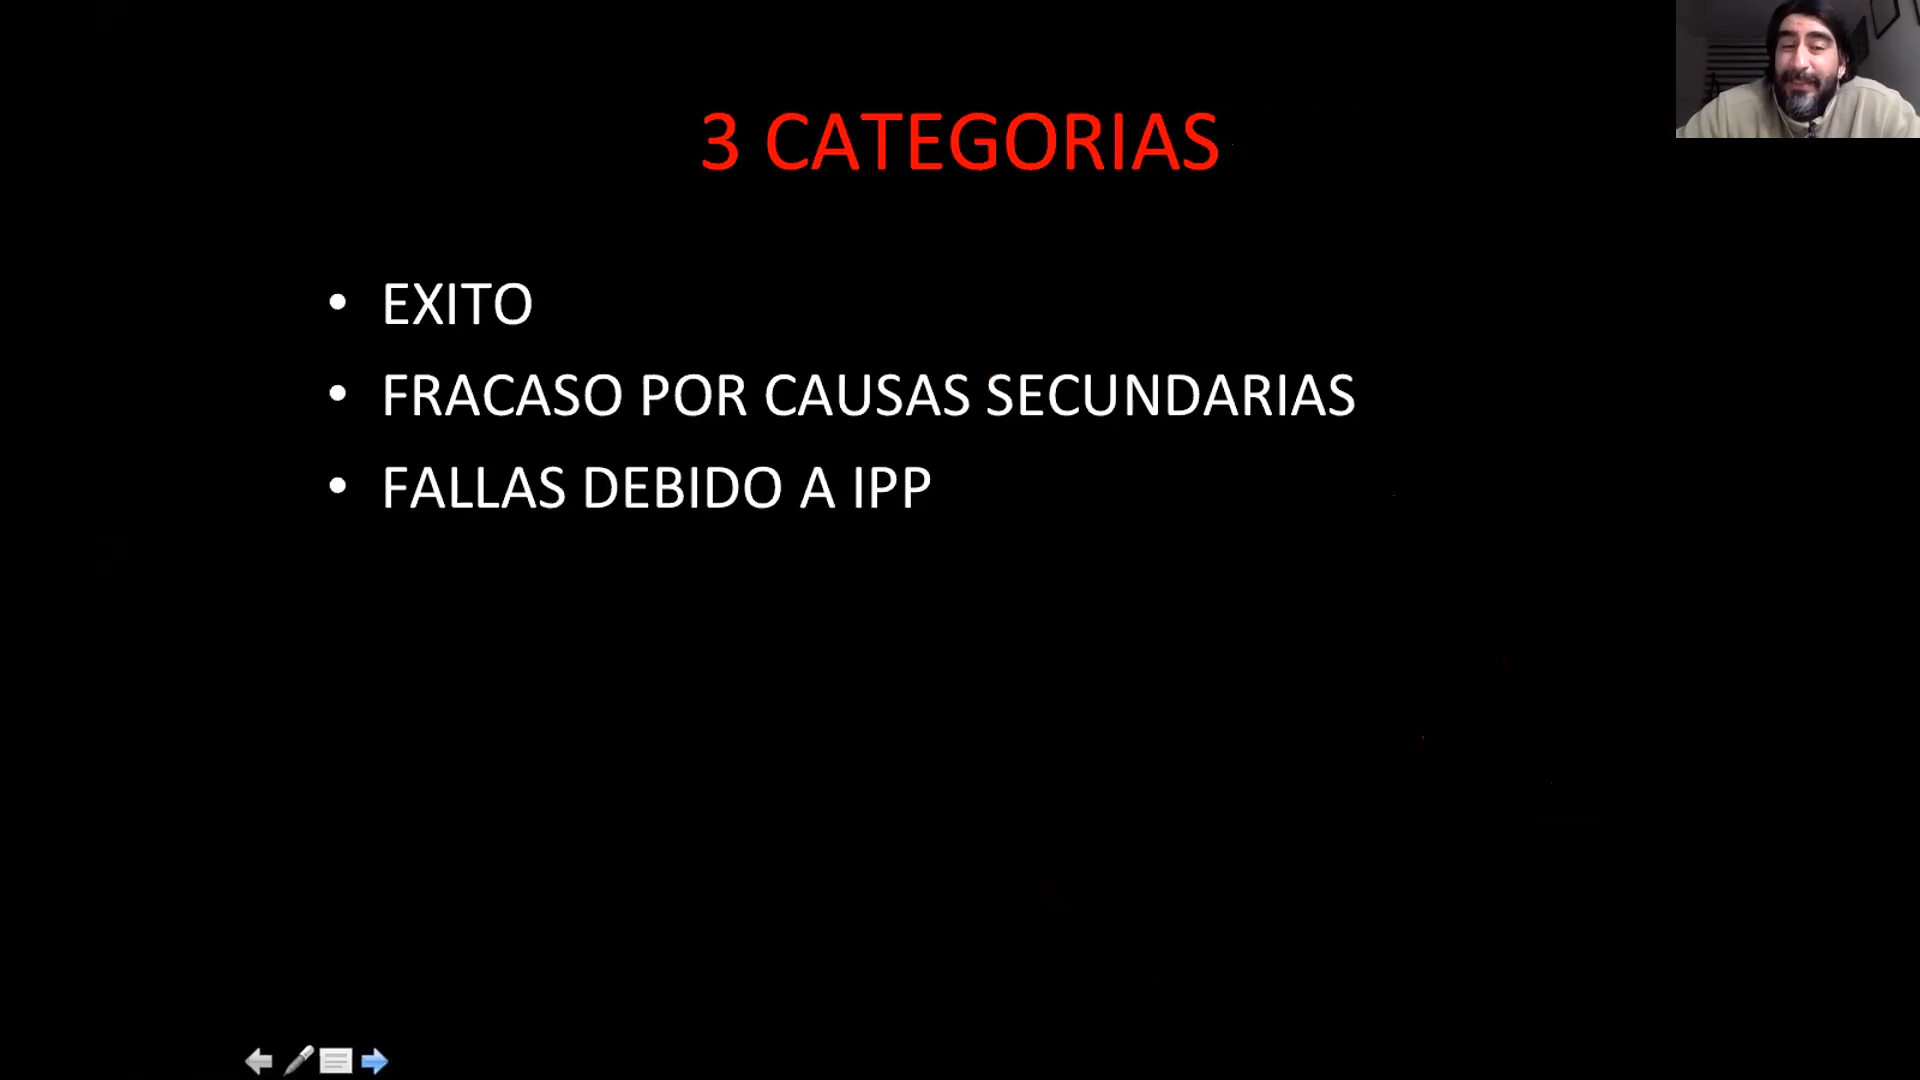 3 CATEGORIAS
• EXITO
• FRACASO POR CAUSAS SECUNDARIAS
• FALLAS DEBIDO A IPP